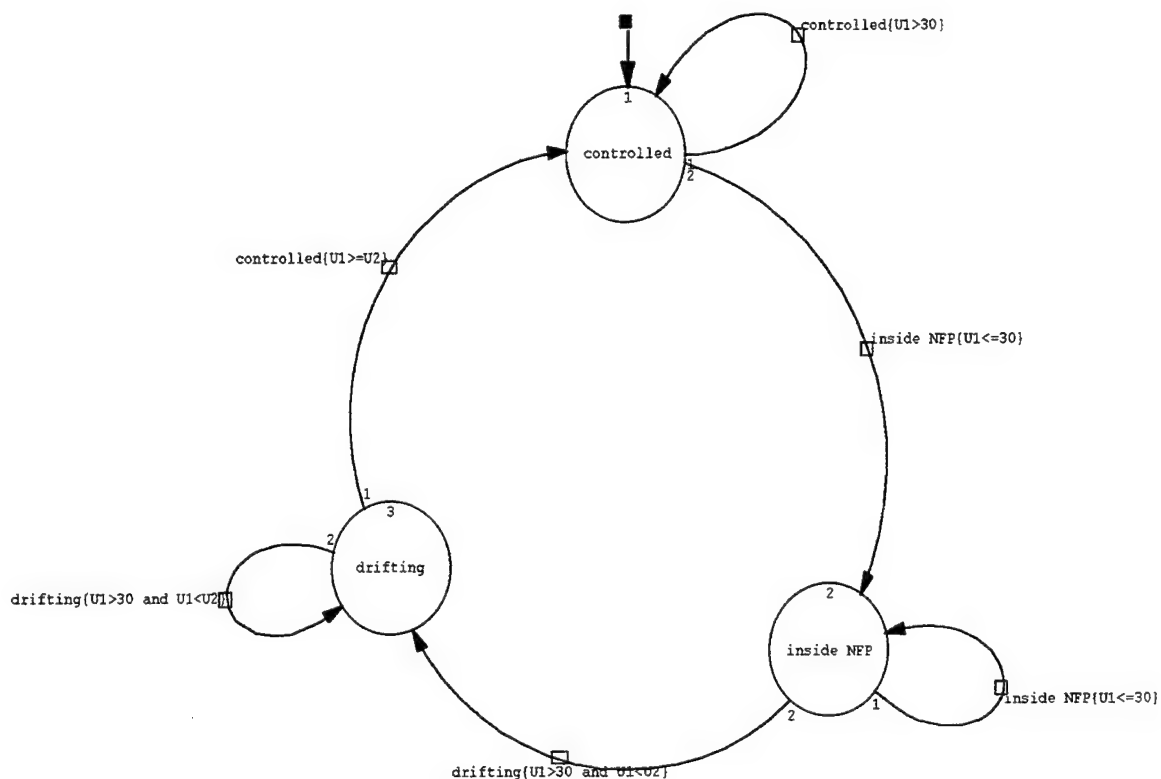 controlled{U1>30}
1
controlled
1
2
controlled{U1>=U2}
inside NFP{U1<=30}
1
3
2
drifting
drifting{U1>30 and U1<U2}
2
inside NFP
1
2
inside NFP{U1<=30}
drifting{U1>30 and U1<U2}